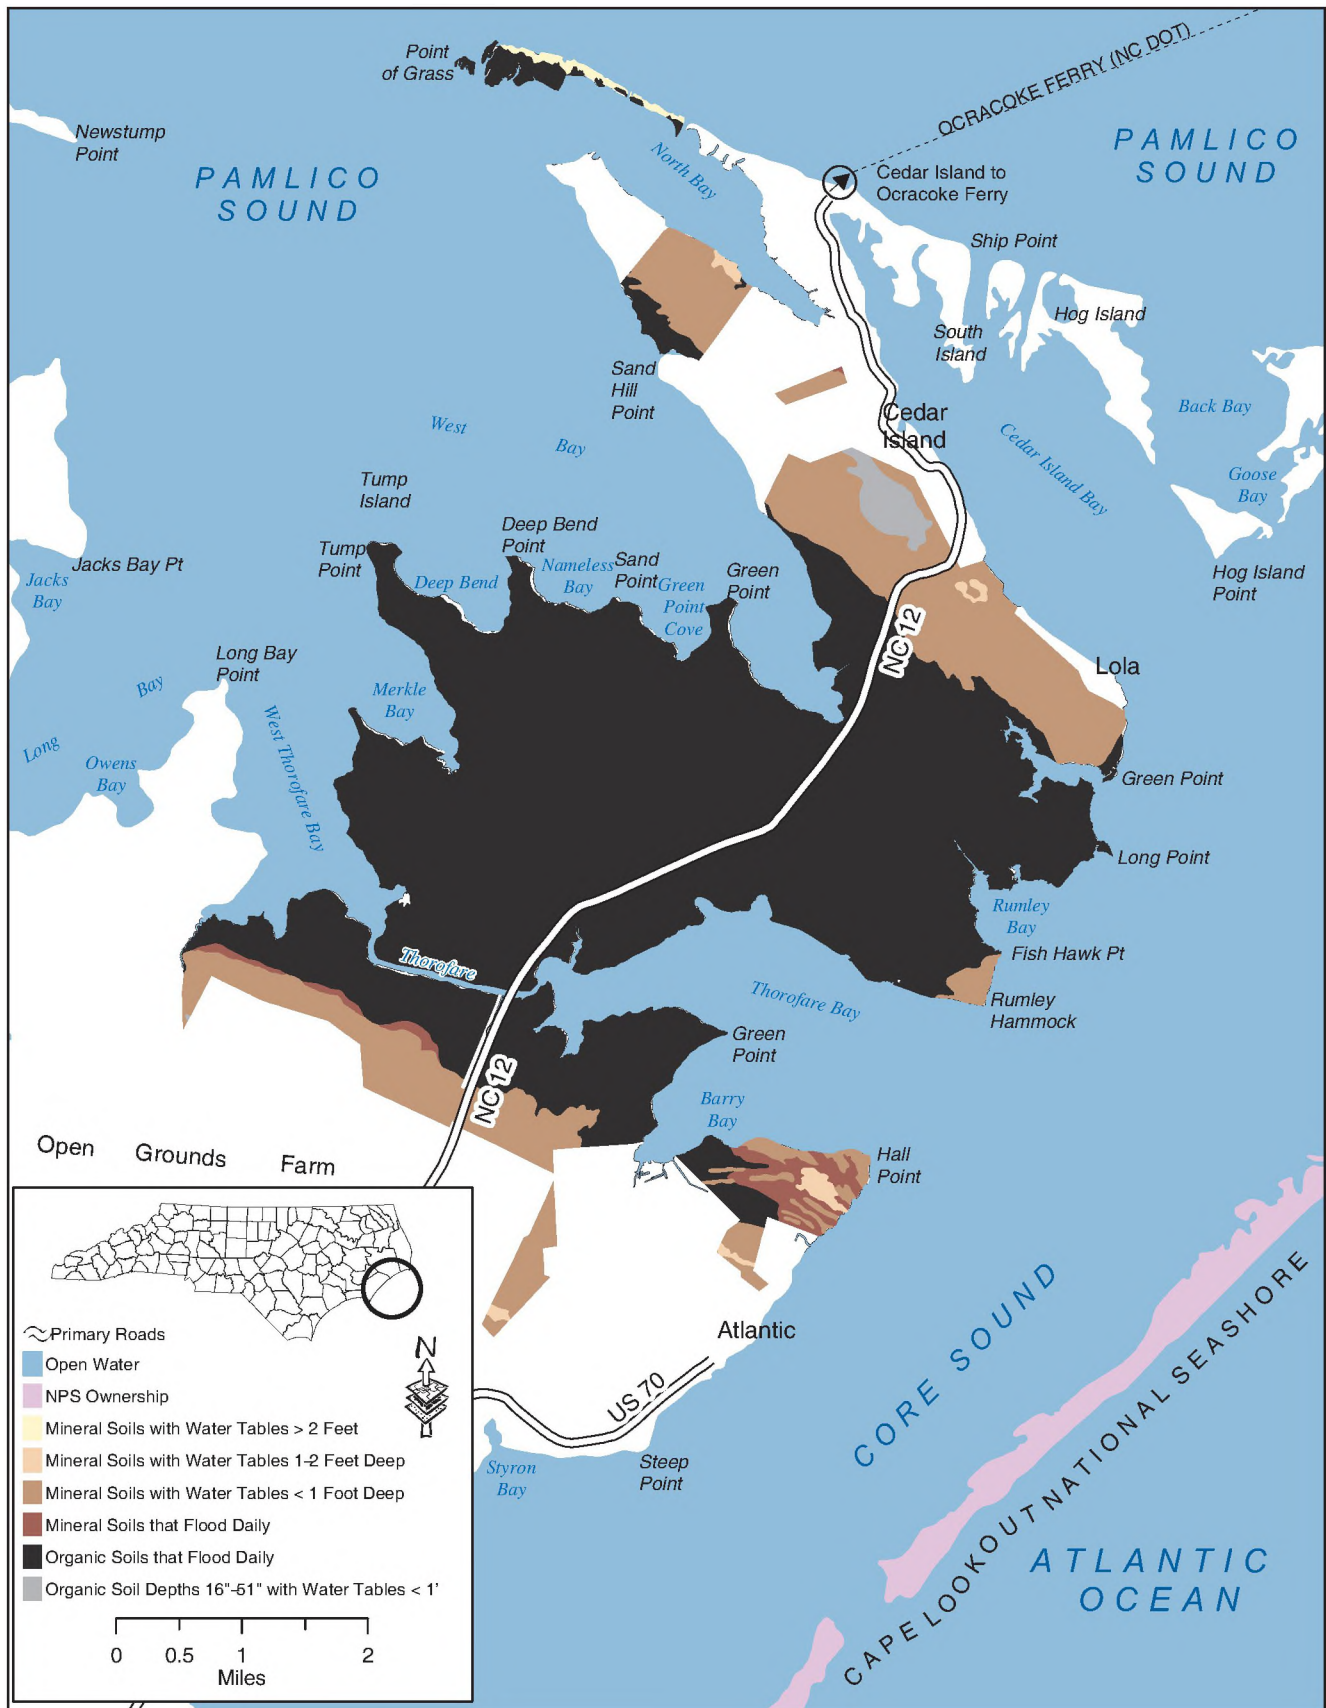 Point
of Grass
OCRACOKE FERRY (NC DOT)
Newstump
Point
PAMLICO
SOUND
North Bay
Cedar Island to
Ocracoke Ferry
PAMLICO
SOUND
Ship Point
Hog Island
South
Island
Sand
Hill
Point
West
Bay
Cedar
Island
Back Bay
Cedar Island Bay
Goose
Bay
Tump
Island
Deep Bend
Point
Tump
Point
Deep Bend
Nameless
Bay
Sand
Point
Green
Point
Cove
Green
Point
Jacks Bay Pt
Jacks
Bay
Hog Island
Point
NC 12
Long Bay
Point
Lola
Bay
Long
Merkle
Bay
West Thorofare Bay
Owens
Bay
Green Point
Long Point
Rumley
Bay
Fish Hawk Pt
Thorofare
Thorofare Bay
Rumley
Hammock
Green
Point
NC 12
Barry
Bay
Open Grounds Farm
Hall
Point
Atlantic
US 70
Steep
Point
Styron
Bay
CORE SOUND
CAPE LOOKOUT NATIONAL SEASHORE
ATLANTIC
OCEAN
Primary Roads
N
Open Water
NPS Ownership
Mineral Soils with Water Tables > 2 Feet
Mineral Soils with Water Tables 1-2 Feet Deep
Mineral Soils with Water Tables < 1 Foot Deep
Mineral Soils that Flood Daily
Organic Soils that Flood Daily
Organic Soil Depths 16"-51" with Water Tables < 1'
0 0.5 1 2
Miles